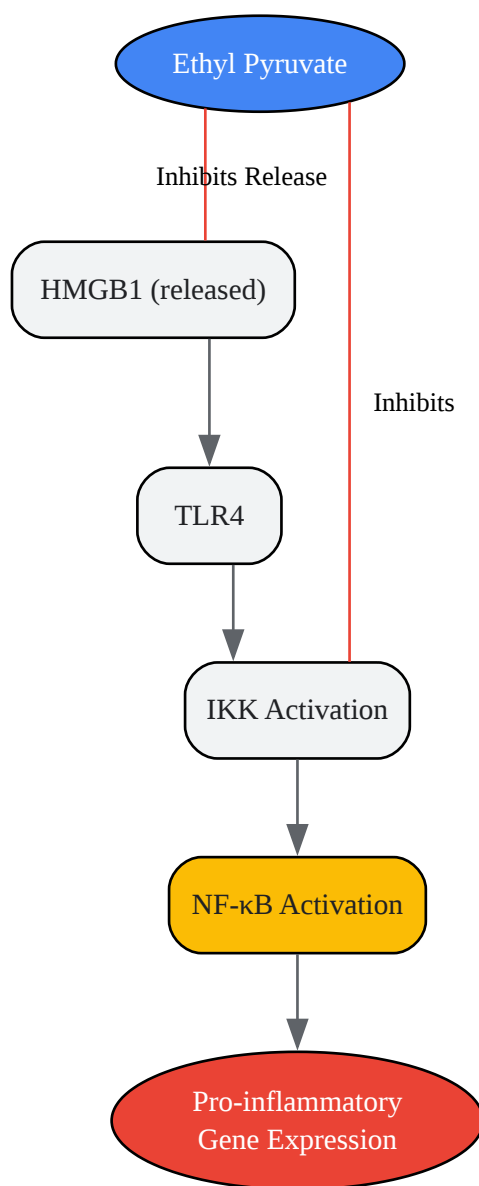 Ethyl Pyruvate
Inhibits Release
HMGB1 (released)
Inhibits
TLR4
IKK Activation
NF-κB Activation
Pro-inflammatory
Gene Expression